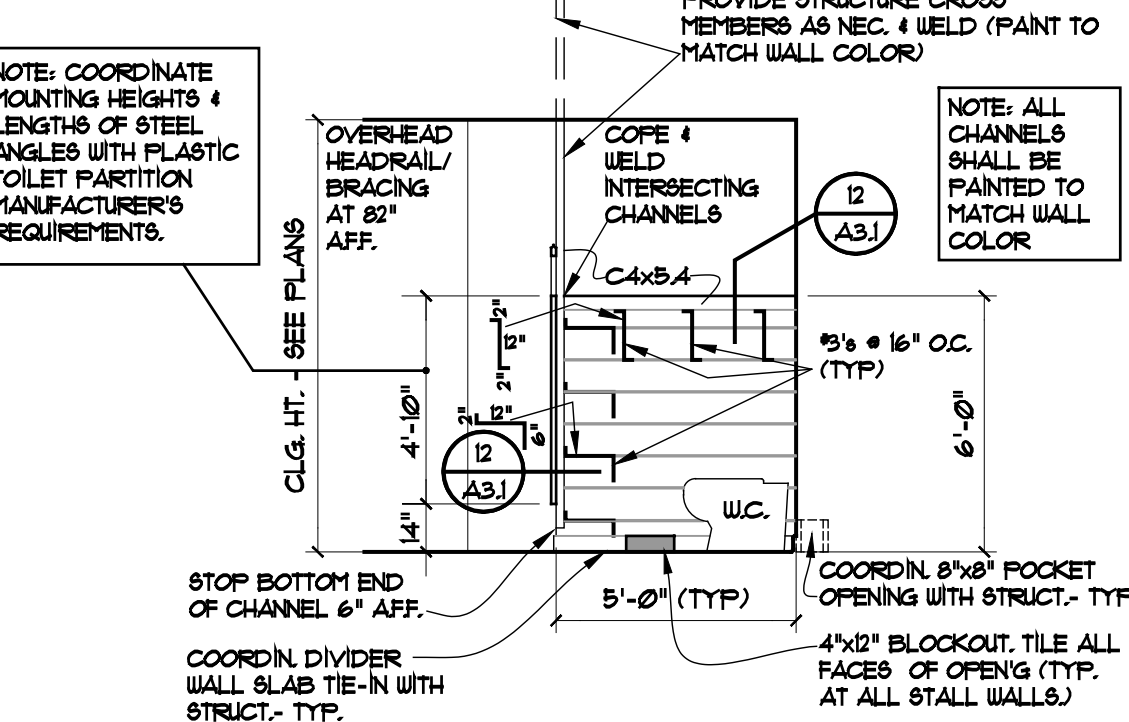 PROVIDE STRUCTURE CROSS
MEMBERS AS NEC. & WELD (PAINT TO
MATCH WALL COLOR)
NOTE: COORDINATE
MOUNTING HEIGHTS &
LENGTHS OF STEEL
ANGLES WITH PLASTIC
TOILET PARTITION
MANUFACTURER'S
REQUIREMENTS.
OVERHEAD
HEADRAIL/
BRACING
AT 82"
A.F.F.
COPE &
WELD
INTERSECTING
CHANNELS
NOTE: ALL
CHANNELS
SHALL BE
PAINTED TO
MATCH WALL
COLOR
12
A3.1
CLG. HT. - SEE PLANS
C4x5.4
2"
12"
2"
#3's @ 16" O.C.
(TYP)
4'-10"
2"
12"
6"
12
A3.1
6'-0"
W.C.
14"
STOP BOTTOM END
OF CHANNEL 6" A.F.F.
5'-0" (TYP)
COORDIN. 8"x8" POCKET
OPENING WITH STRUCT.- TYP
COORDIN. DIVIDER
WALL SLAB TIE-IN WITH
STRUCT.- TYP.
4"x12" BLOCKOUT. TILE ALL
FACES OF OPEN'G (TYP.
AT ALL STALL WALLS.)